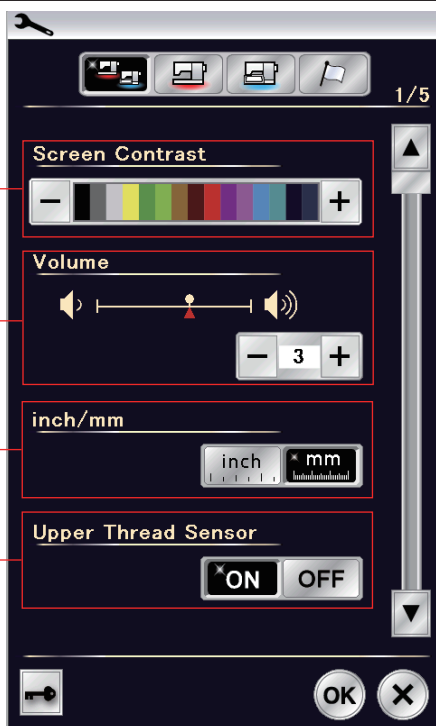 1/5
Screen Contrast
− +
Volume
− 3 +
inch/mm
inch mm
Upper Thread Sensor
ON OFF
OK ×